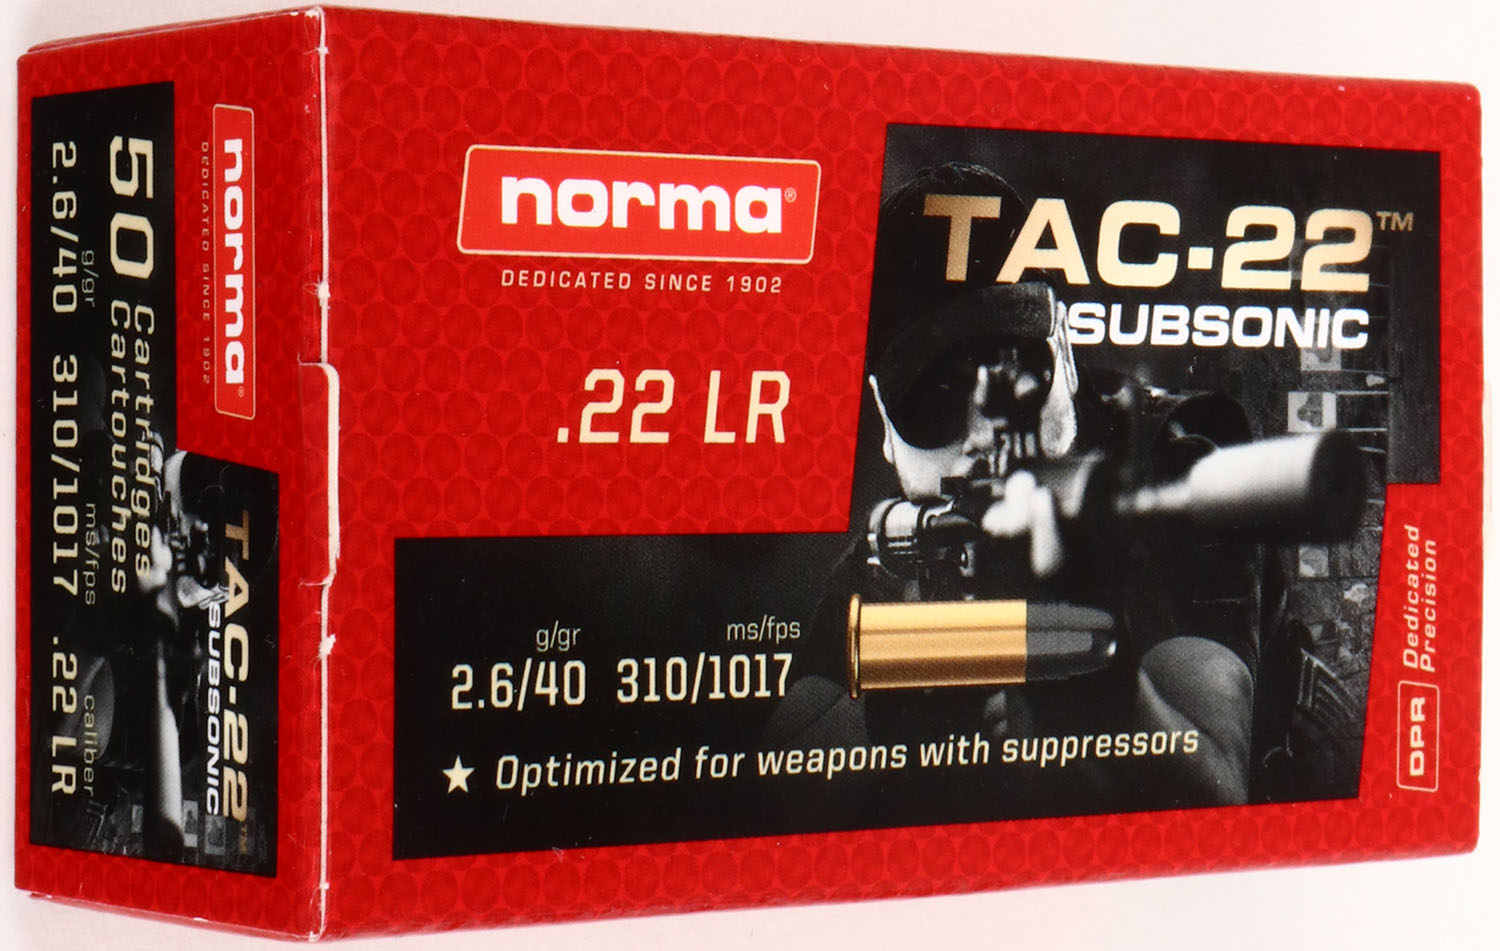 norma®
DEDICATED SINCE 1902
.22 LR
TAC-22™
SUBSONIC
g/gr ms/fps
2.6/40 310/1017
★ Optimized for weapons with suppressors
DPR Dedicated
Precision
norma®
DEDICATED SINCE 1902
TAC-22™
SUBSONIC
50 Cartridges
Cartouches
g/gr ms/fps caliber
2.6/40 310/1017 .22 LR